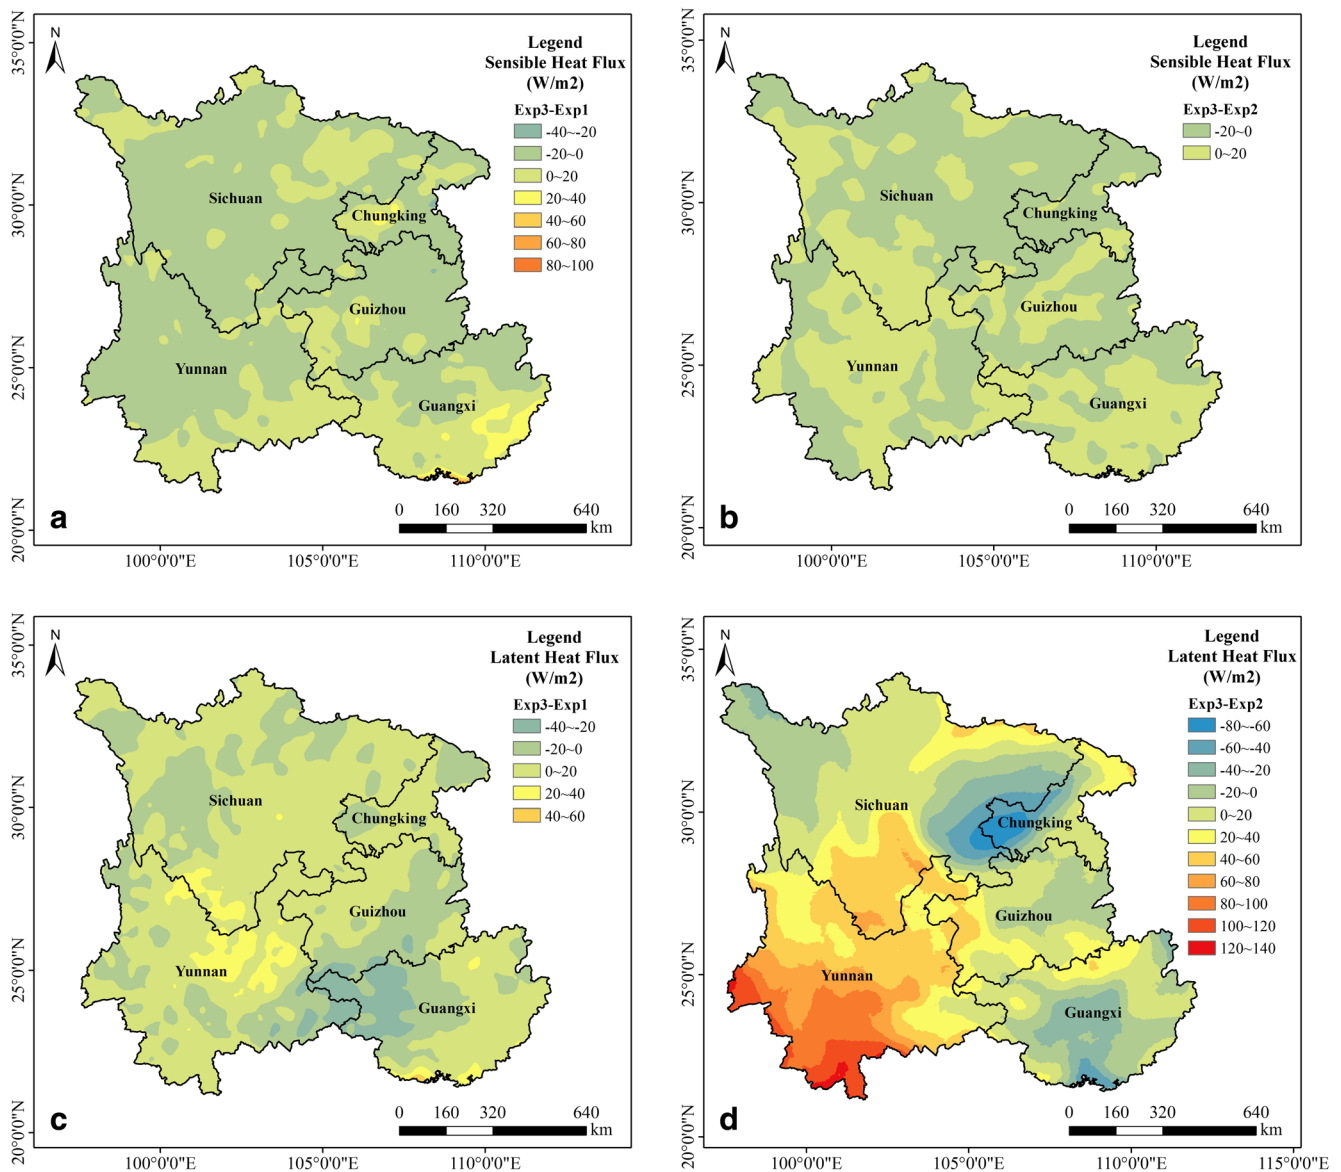 N
35°0'0"N
30°0'0"N
25°0'0"N
20°0'0"N
Legend
Sensible Heat Flux
(W/m2)
Exp3-Exp1
-40~-20
-20~0
0~20
20~40
40~60
60~80
80~100
Sichuan
Chungking
Guizhou
Yunnan
Guangxi
a
0 160 320 640
km
100°0'0"E 105°0'0"E 110°0'0"E
N
35°0'0"N
30°0'0"N
25°0'0"N
20°0'0"N
Legend
Sensible Heat Flux
(W/m2)
Exp3-Exp2
-20~0
0~20
Sichuan
Chungking
Guizhou
Yunnan
Guangxi
b
0 160 320 640
km
100°0'0"E 105°0'0"E 110°0'0"E
N
35°0'0"N
30°0'0"N
25°0'0"N
20°0'0"N
Legend
Latent Heat Flux
(W/m2)
Exp3-Exp1
-40~-20
-20~0
0~20
20~40
40~60
Sichuan
Chungking
Guizhou
Yunnan
Guangxi
c
0 160 320 640
km
100°0'0"E 105°0'0"E 110°0'0"E
N
35°0'0"N
30°0'0"N
25°0'0"N
20°0'0"N
Legend
Latent Heat Flux
(W/m2)
Exp3-Exp2
-80~-60
-60~-40
-40~-20
-20~0
0~20
20~40
40~60
60~80
80~100
100~120
120~140
Sichuan
Chungking
Guizhou
Yunnan
Guangxi
d
0 160 320 640
km
100°0'0"E 105°0'0"E 110°0'0"E 115°0'0"E